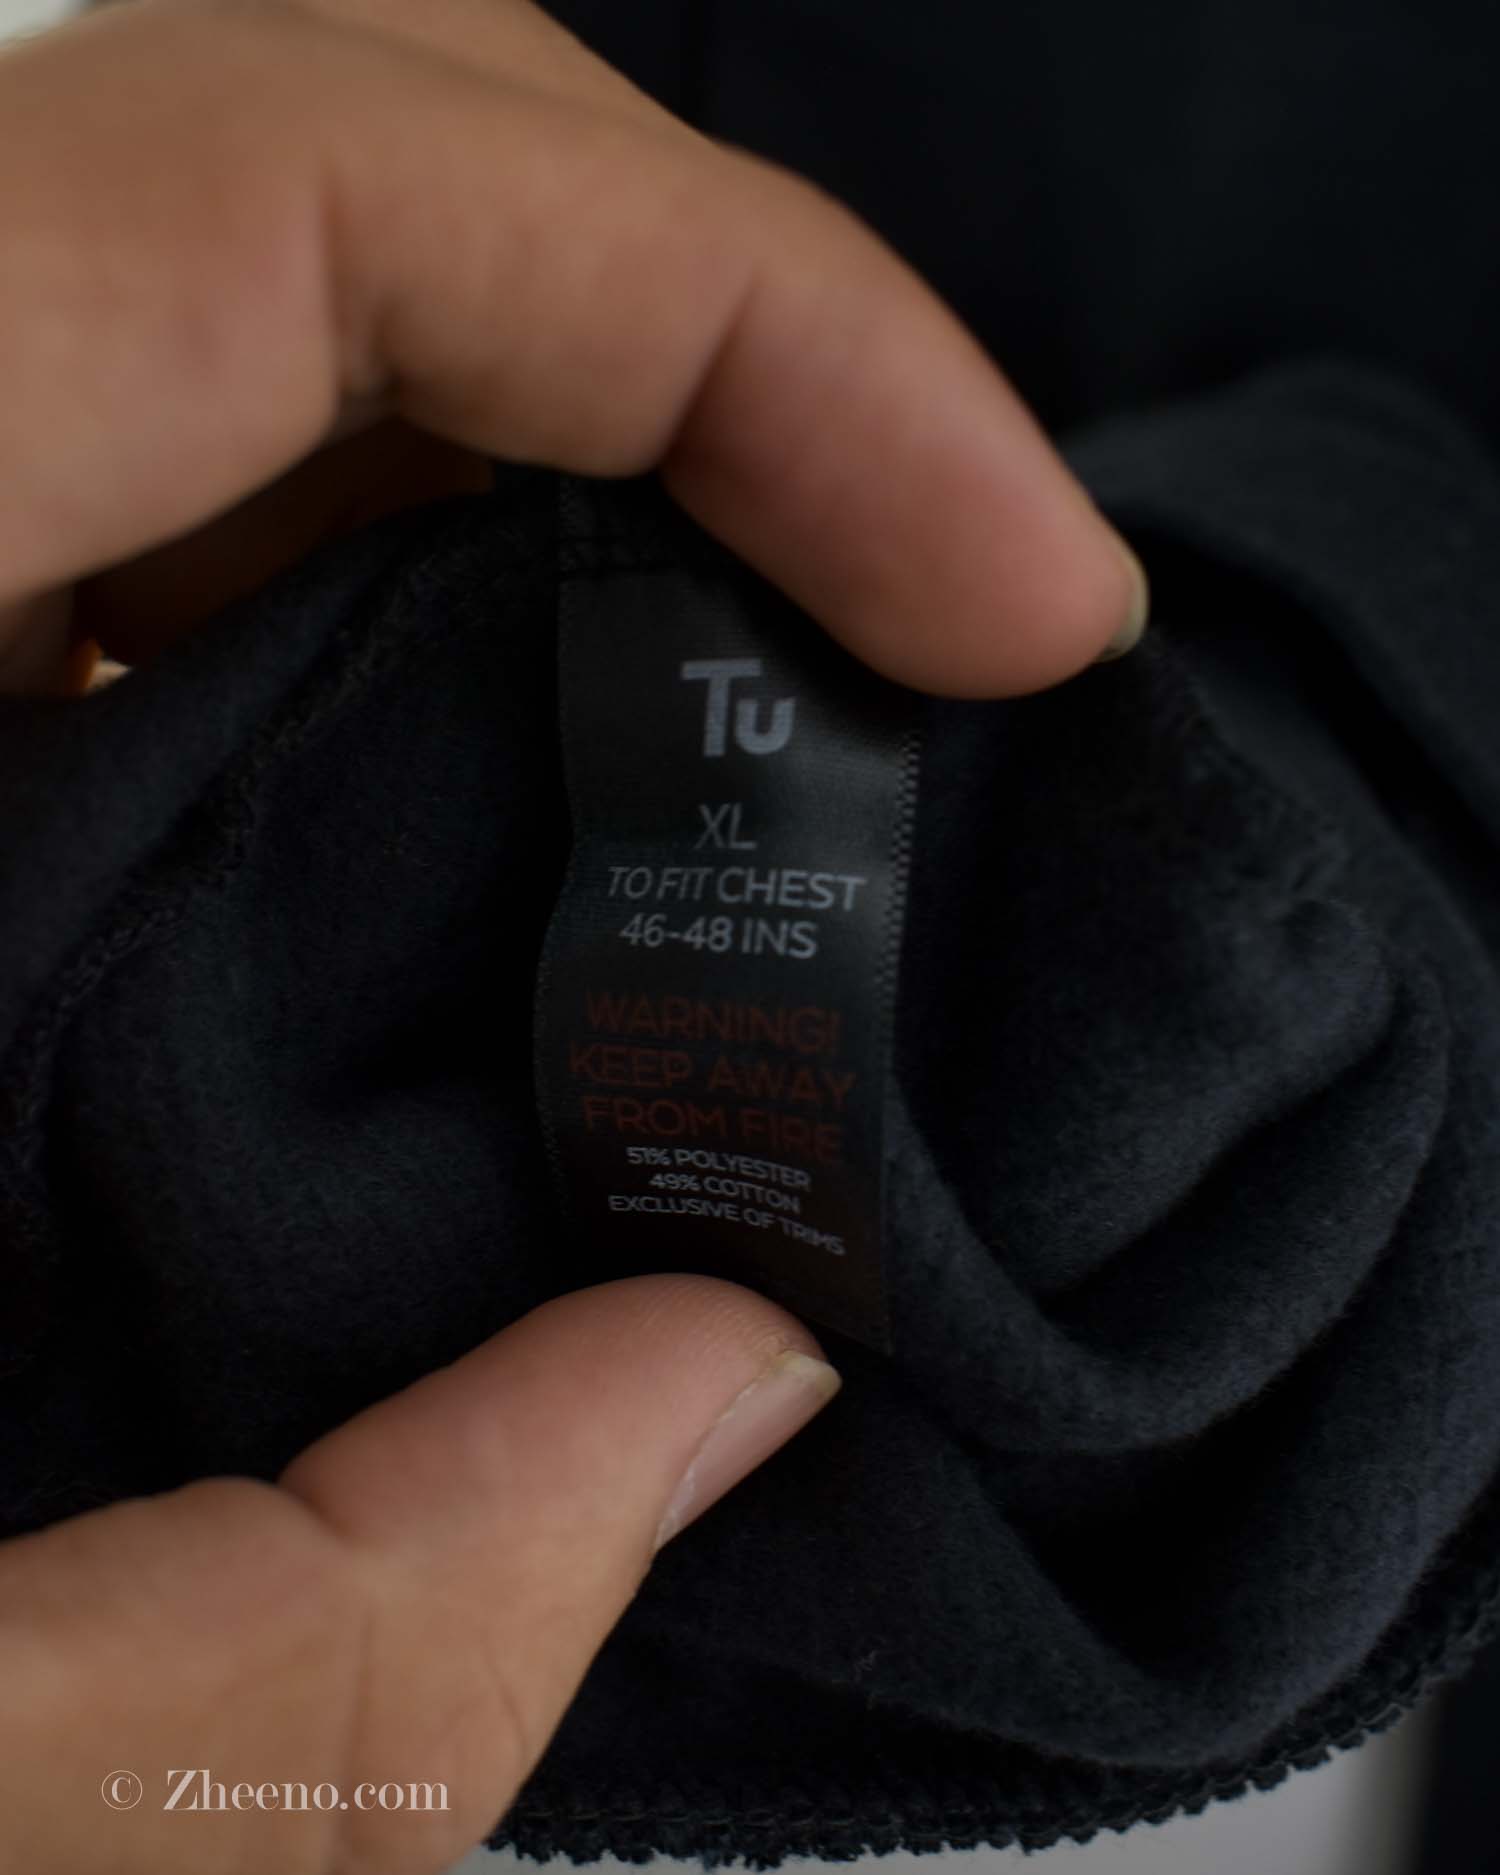 Tu
XL
TO FIT CHEST
46-48 INS
WARNING!
KEEP AWAY
FROM FIRE
51% POLYESTER
49% COTTON
EXCLUSIVE OF TRIMS
© Zheeno.com